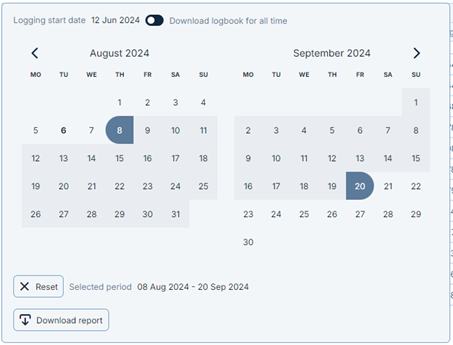 Logging start date 12 Jun 2024 Download logbook for all time
August 2024 September 2024
MO TU WE TH FR SA SU MO TU WE TH FR SA SU
1 2 3 4 1
5 6 7 8 9 10 11 2 3 4 5 6 7 8
12 13 14 15 16 17 18 9 10 11 12 13 14 15
19 20 21 22 23 24 25 16 17 18 19 20 21 22
26 27 28 29 30 31 23 24 25 26 27 28 29
30
Reset Selected period 08 Aug 2024 - 20 Sep 2024
Download report